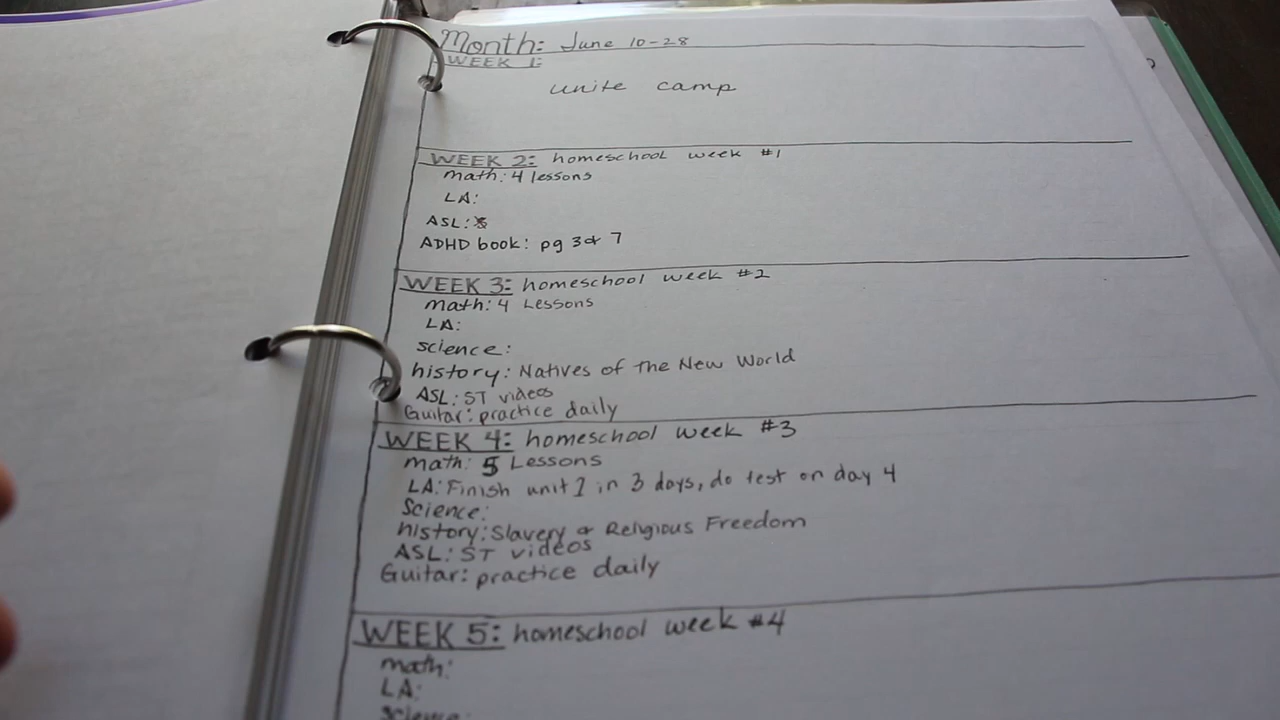 Month: June 10-28
WEEK 1:
unite camp
WEEK 2: homeschool week #1
math: 4 lessons
LA:
ASL:
ADHD book: pg 3 & 7
WEEK 3: homeschool week #2
math: 4 Lessons
LA:
science:
history: Natives of the New World
ASL: ST videos
Guitar: practice daily
WEEK 4: homeschool week #3
math: 5 Lessons
LA: Finish unit 1 in 3 days, do test on day 4
Science:
history: Slavery & Religious Freedom
ASL: ST videos
Guitar: practice daily
WEEK 5: homeschool week #4
math:
LA:
science: